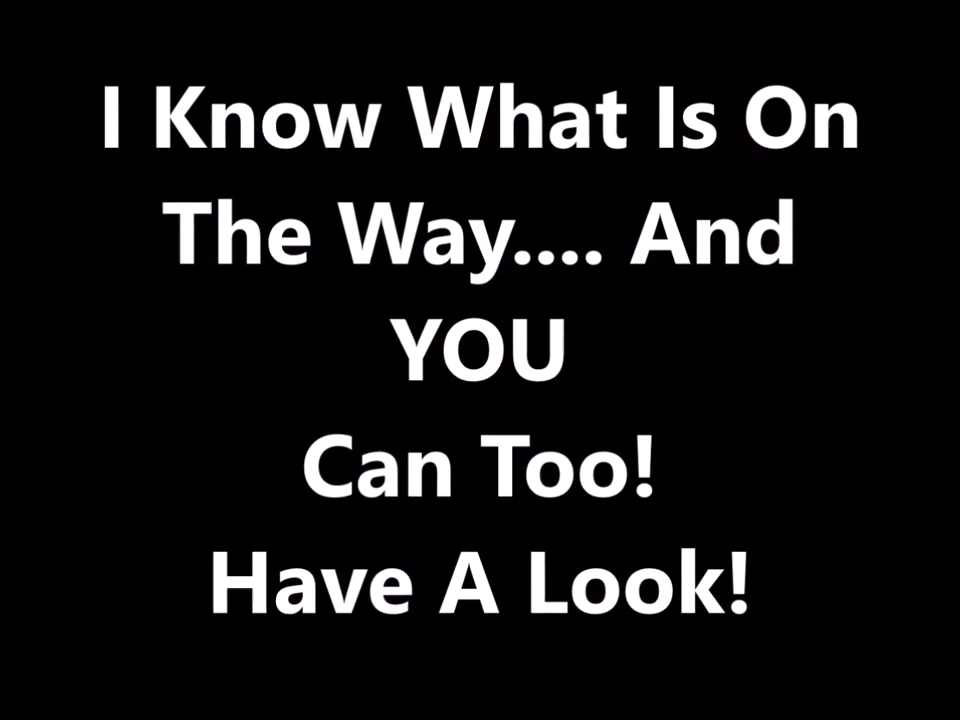 I Know What Is On
The Way.... And
YOU
Can Too!
Have A Look!